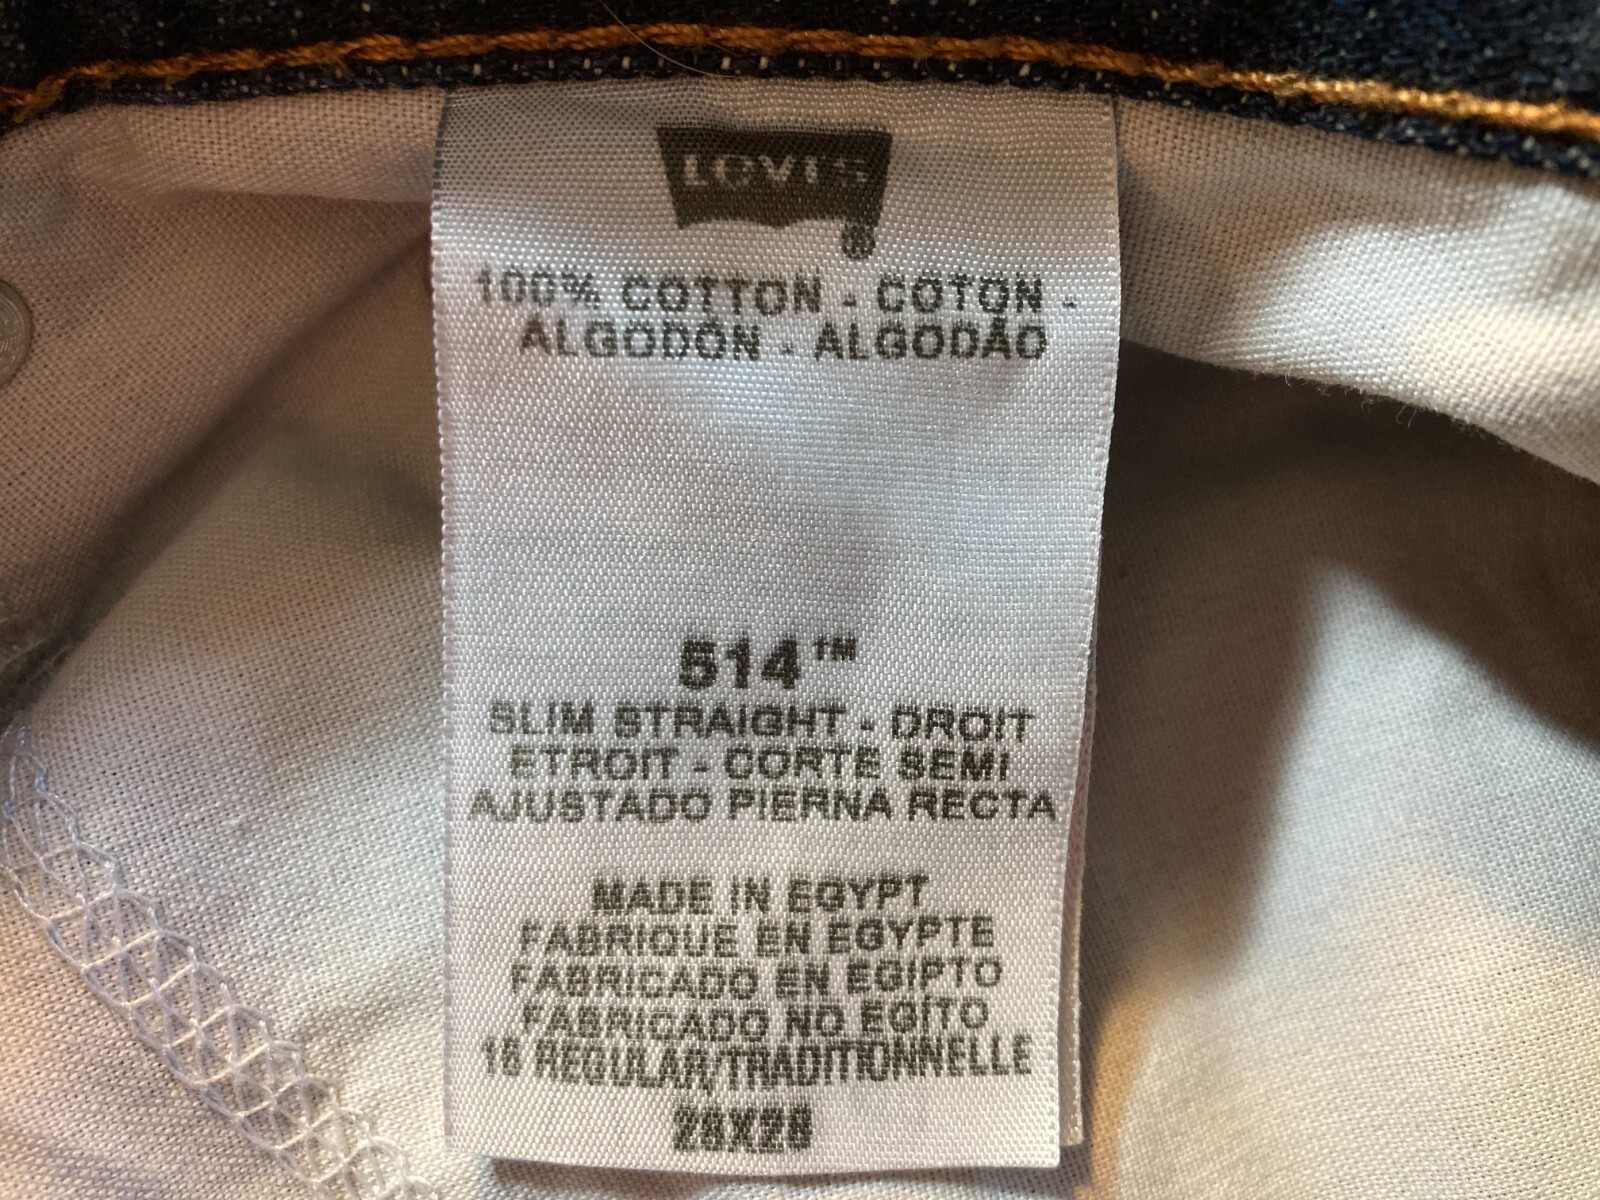 LEVI'S
®
100% COTTON - COTON -
ALGODÓN - ALGODÃO
514™
SLIM STRAIGHT - DROIT
ETROIT - CORTE SEMI
AJUSTADO PIERNA RECTA
MADE IN EGYPT
FABRIQUE EN EGYPTE
FABRICADO EN EGIPTO
FABRICADO NO EGÍTO
16 REGULAR/TRADITIONNELLE
28X28